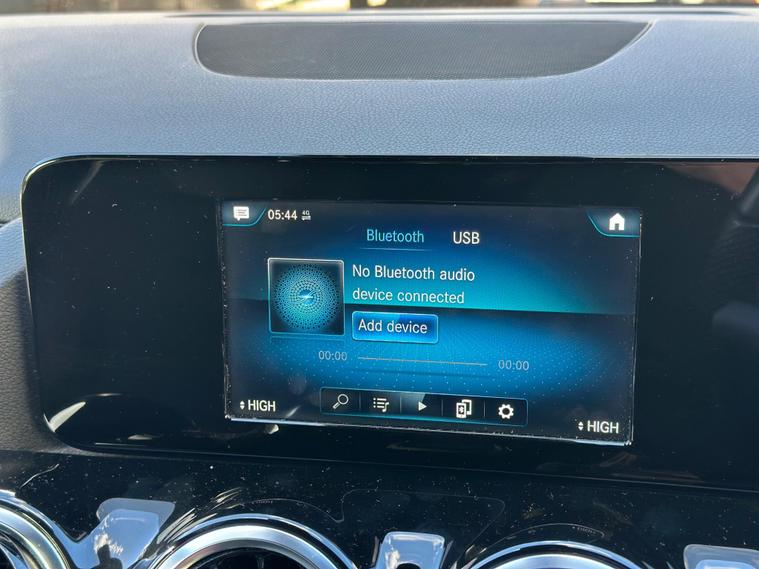 05:44 4G
Bluetooth USB
No Bluetooth audio
device connected
Add device
00:00 00:00
HIGH
HIGH